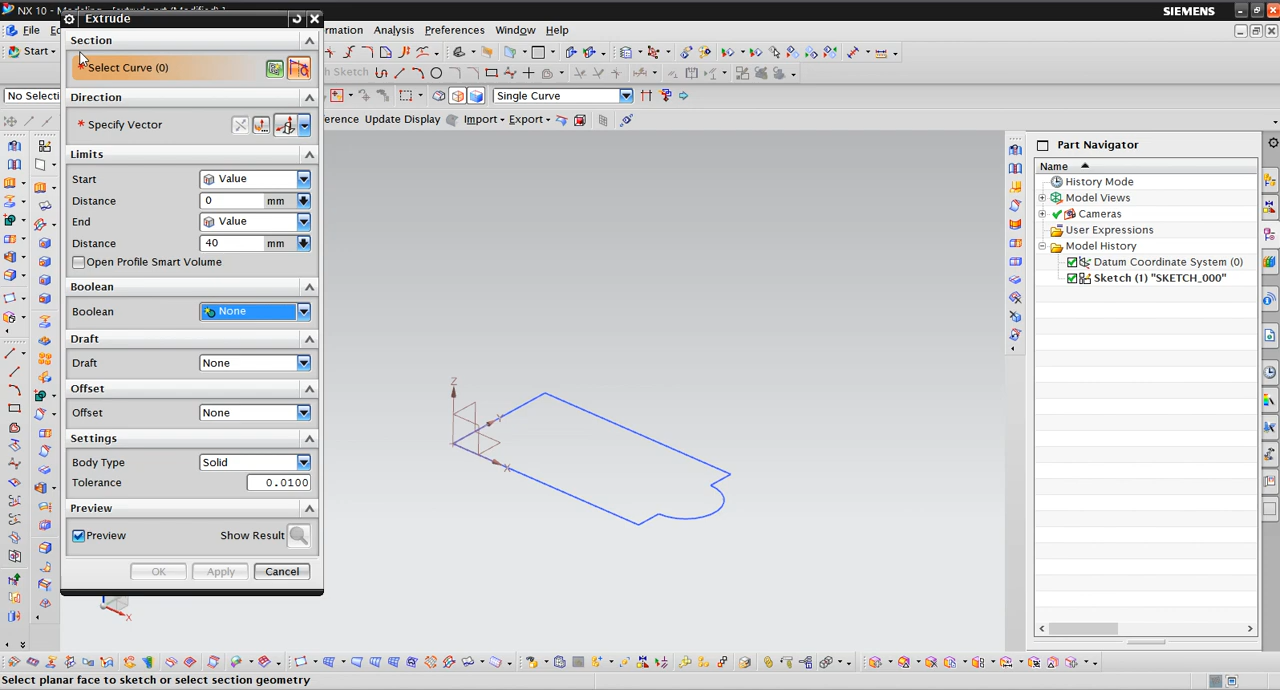 NX 10 - Modeling - [extrude.prt (Modified) ]
SIEMENS
File
Extrude
rmation Analysis Preferences Window Help
Start
Section
Select Curve (0)
h Sketch
No Selecti
Single Curve
Direction
Specify Vector
erence Update Display Import Export
Limits
Start Value
Distance 0 mm
End Value
Distance 40 mm
Open Profile Smart Volume
Boolean
Boolean None
Draft
Draft None
Offset
Offset None
Settings
Body Type Solid
Tolerance 0.0100
Preview
Preview Show Result
OK Apply Cancel
Z
Y
X
X
Part Navigator
Name
History Mode
Model Views
Cameras
User Expressions
Model History
Datum Coordinate System (0)
Sketch (1) "SKETCH_000"
Select planar face to sketch or select section geometry